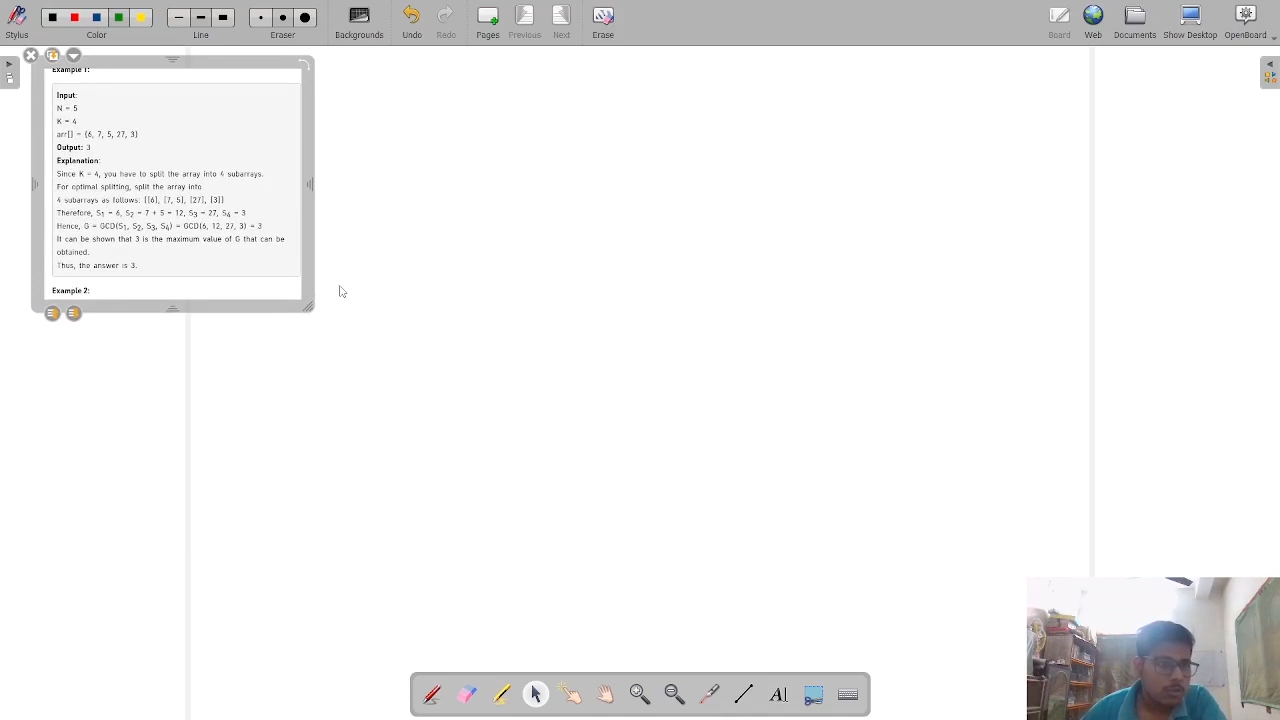 Stylus
Color
Line
Eraser
Backgrounds
Undo
Redo
Pages
Previous
Next
Erase
Board
Web
Documents
Show Desktop
OpenBoard
Example 1:
Input:
N = 5
K = 4
arr[] = {6, 7, 5, 27, 3}
Output: 3
Explanation:
Since K = 4, you have to split the array into 4 subarrays.
For optimal splitting, split the array into
4 subarrays as follows: [[6], [7, 5], [27], [3]]
Therefore, S1 = 6, S2 = 7 + 5 = 12, S3 = 27, S4 = 3
Hence, G = GCD(S1, S2, S3, S4) = GCD(6, 12, 27, 3) = 3
It can be shown that 3 is the maximum value of G that can be
obtained.
Thus, the answer is 3.
Example 2:
AI